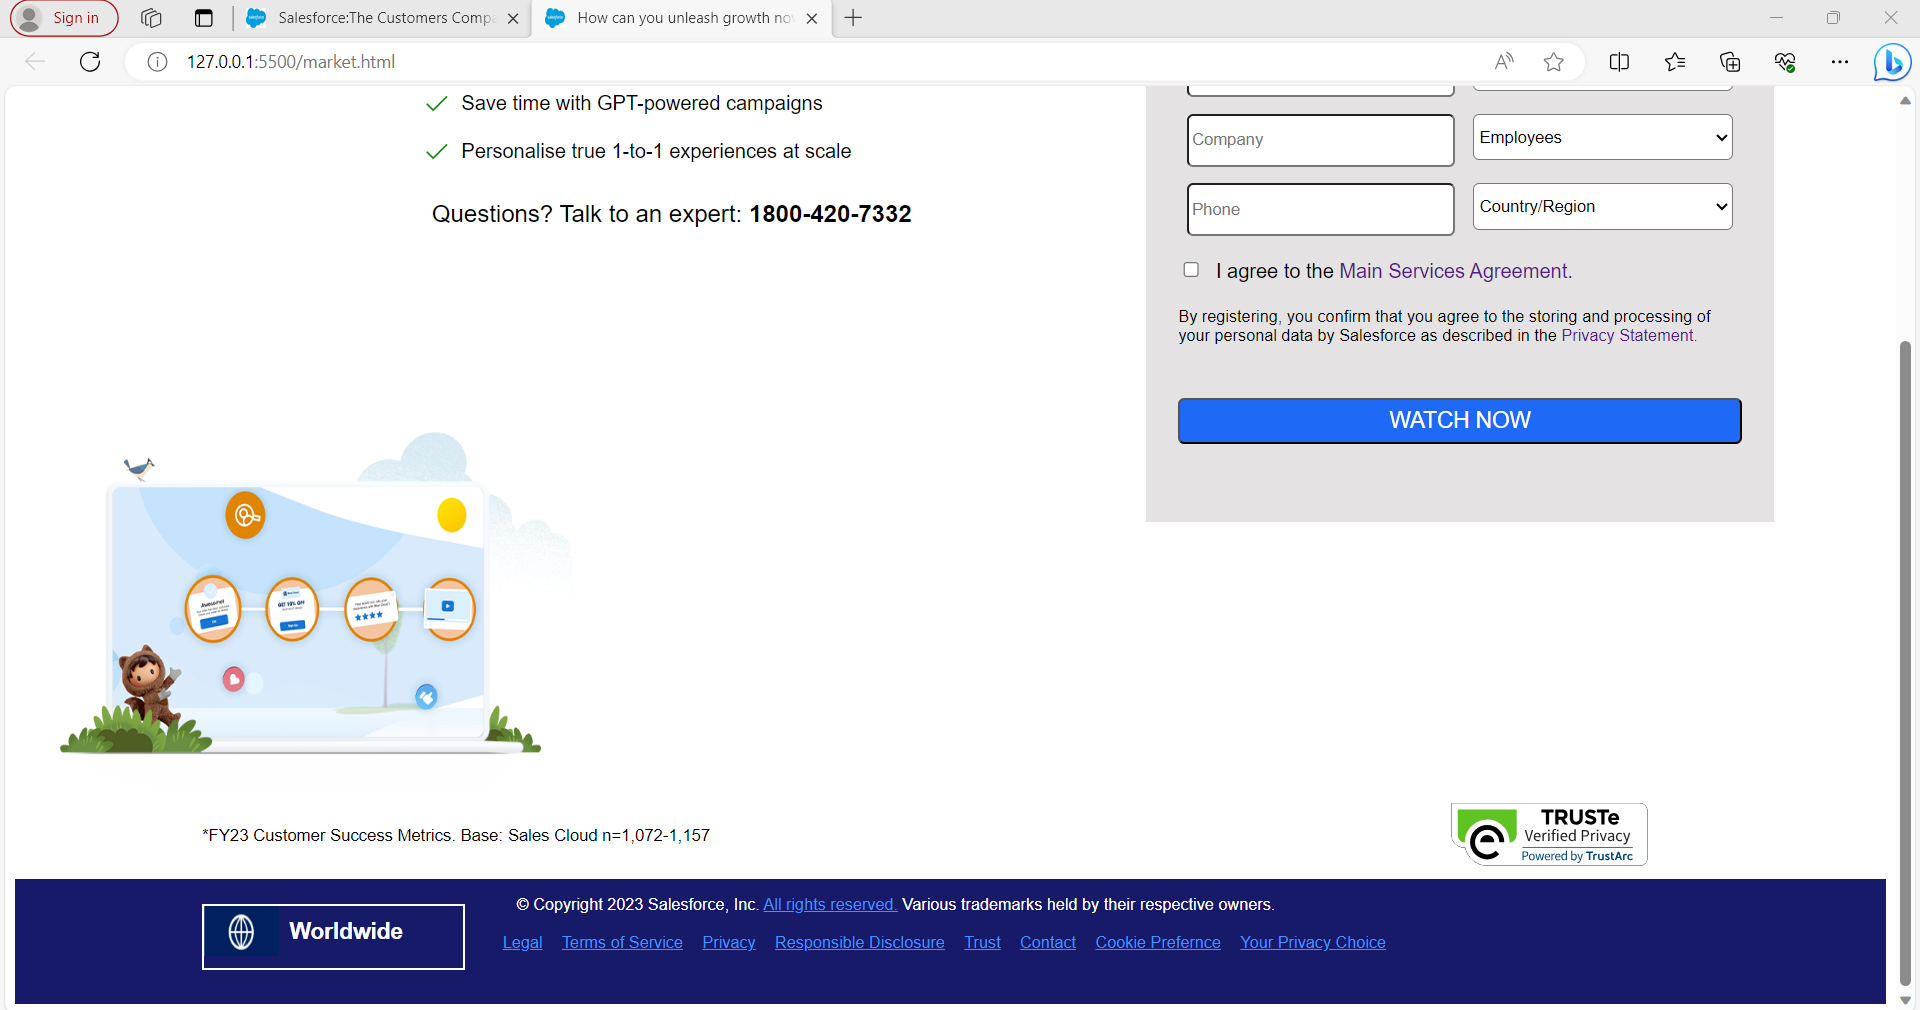 Sign in
Salesforce:The Customers Compa
How can you unleash growth nov
127.0.0.1:5500/market.html
Save time with GPT-powered campaigns
Personalise true 1-to-1 experiences at scale
Questions? Talk to an expert: 1800-420-7332
Company
Employees
Phone
Country/Region
I agree to the Main Services Agreement.
By registering, you confirm that you agree to the storing and processing of
your personal data by Salesforce as described in the Privacy Statement.
WATCH NOW
Awesome!
GET 10% OFF
*FY23 Customer Success Metrics. Base: Sales Cloud n=1,072-1,157
TRUSTe
Verified Privacy
Powered by TrustArc
Worldwide
© Copyright 2023 Salesforce, Inc. All rights reserved. Various trademarks held by their respective owners.
Legal Terms of Service Privacy Responsible Disclosure Trust Contact Cookie Prefernce Your Privacy Choice